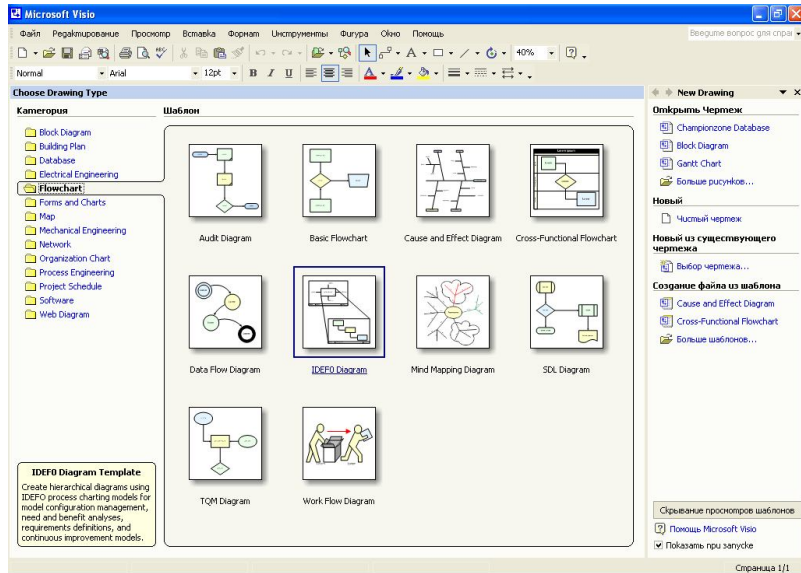 Microsoft Visio
Файл Редактирование Просмотр Вставка Формат Инструменты Фигура Окно Помощь
Введите вопрос для справ
40%
Normal Arial 12pt B I U
Choose Drawing Type
New Drawing
Категория
Шаблон
Block Diagram
Building Plan
Database
Electrical Engineering
Flowchart
Forms and Charts
Map
Mechanical Engineering
Network
Organization Chart
Process Engineering
Project Schedule
Software
Web Diagram
Audit Diagram
Basic Flowchart
Cause and Effect Diagram
Cross-Functional Flowchart
Data Flow Diagram
IDEF0 Diagram
Mind Mapping Diagram
SDL Diagram
TQM Diagram
Work Flow Diagram
IDEF0 Diagram Template
Create hierarchical diagrams using
IDEF0 process charting models for
model configuration management,
need and benefit analyses,
requirements definitions, and
continuous improvement models.
Открыть Чертеж
Championzone Database
Block Diagram
Gantt Chart
Больше рисунков...
Новый
Чистый чертеж
Новый из существующего
чертежа
Выбор чертежа...
Создание файла из шаблона
Cause and Effect Diagram
Cross-Functional Flowchart
Больше шаблонов...
Скрывание просмотров шаблонов
Помощь Microsoft Visio
Показать при запуске
Страница 1/1